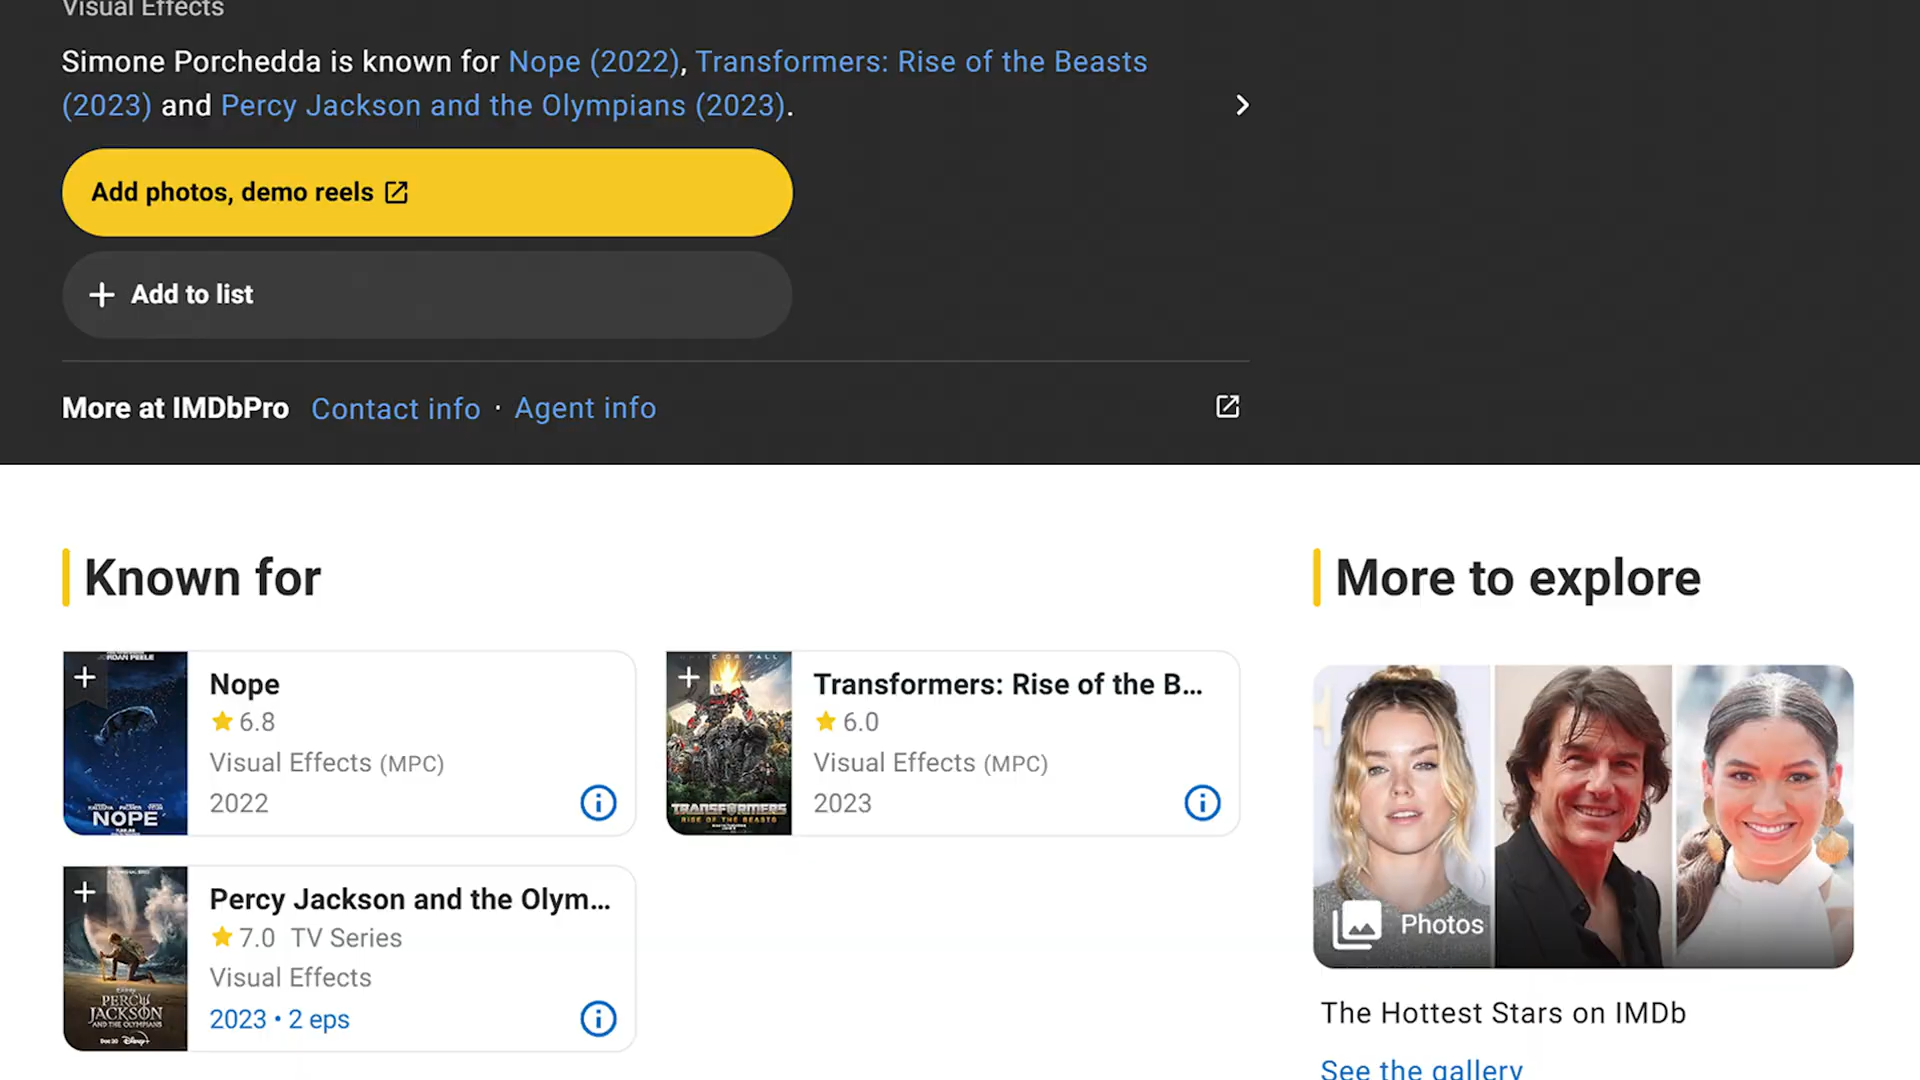 Visual Effects
Simone Porchedda is known for Nope (2022), Transformers: Rise of the Beasts
(2023) and Percy Jackson and the Olympians (2023).
Add photos, demo reels
Add to list
More at IMDbPro Contact info · Agent info
Known for
More to explore
JORDAN PEELE
NOPE
Nope
6.8
Visual Effects (MPC)
2022
TRANSFORMERS
RISE OF THE BEASTS
Transformers: Rise of the B...
6.0
Visual Effects (MPC)
2023
PERCY
JACKSON
AND THE OLYMPIANS
Disney+
Percy Jackson and the Olym...
7.0 TV Series
Visual Effects
2023 • 2 eps
Photos
The Hottest Stars on IMDb
See the gallery